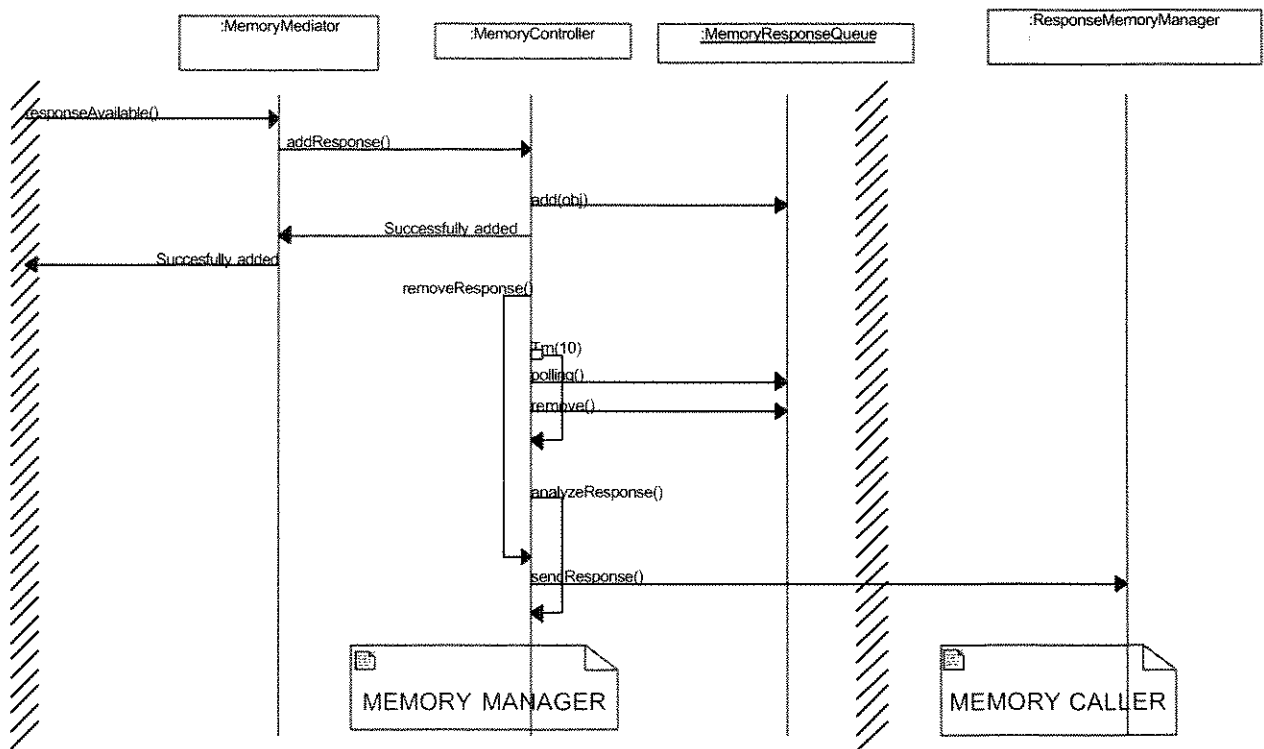 :MemoryMediator
:MemoryController
:MemoryResponseQueue
:ResponseMemoryManager
responseAvailable()
addResponse()
add(obj)
Successfully added
Succesfully added
removeResponse()
Tm(10)
polling()
remove()
analyzeResponse()
sendResponse()
MEMORY MANAGER
MEMORY CALLER